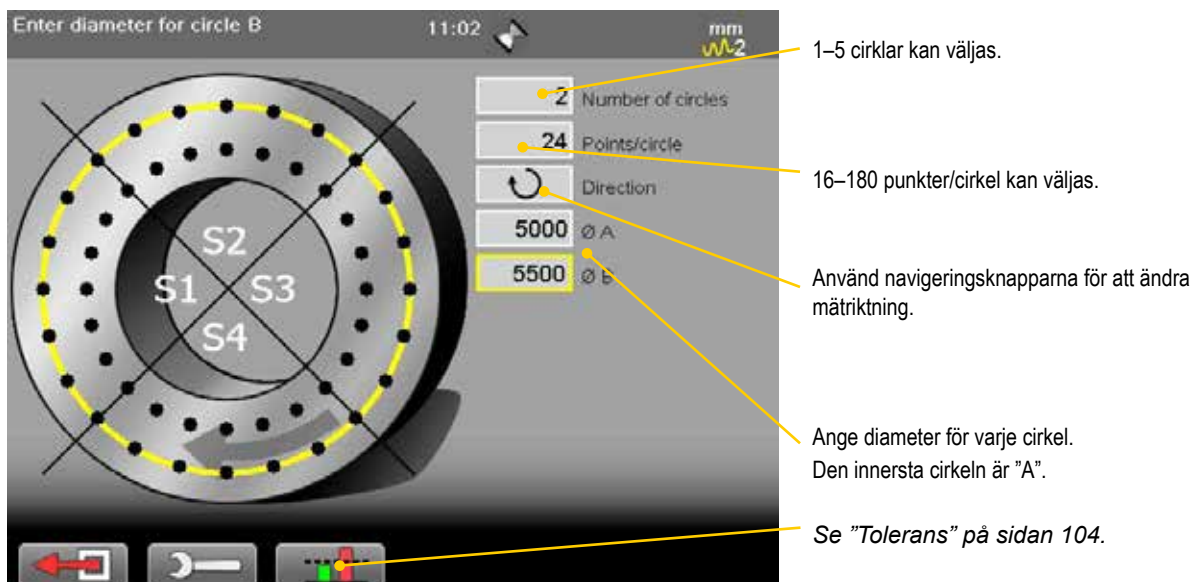 Enter diameter for circle B
11:02
mm
2
2 Number of circles
24 Points/circle
Direction
5000 Ø A
5500 Ø B
S2
S1
S3
S4
1–5 cirklar kan väljas.
16–180 punkter/cirkel kan väljas.
Använd navigeringsknapparna för att ändra
mätriktning.
Ange diameter för varje cirkel.
Den innersta cirkeln är ”A”.
Se ”Tolerans” på sidan 104.